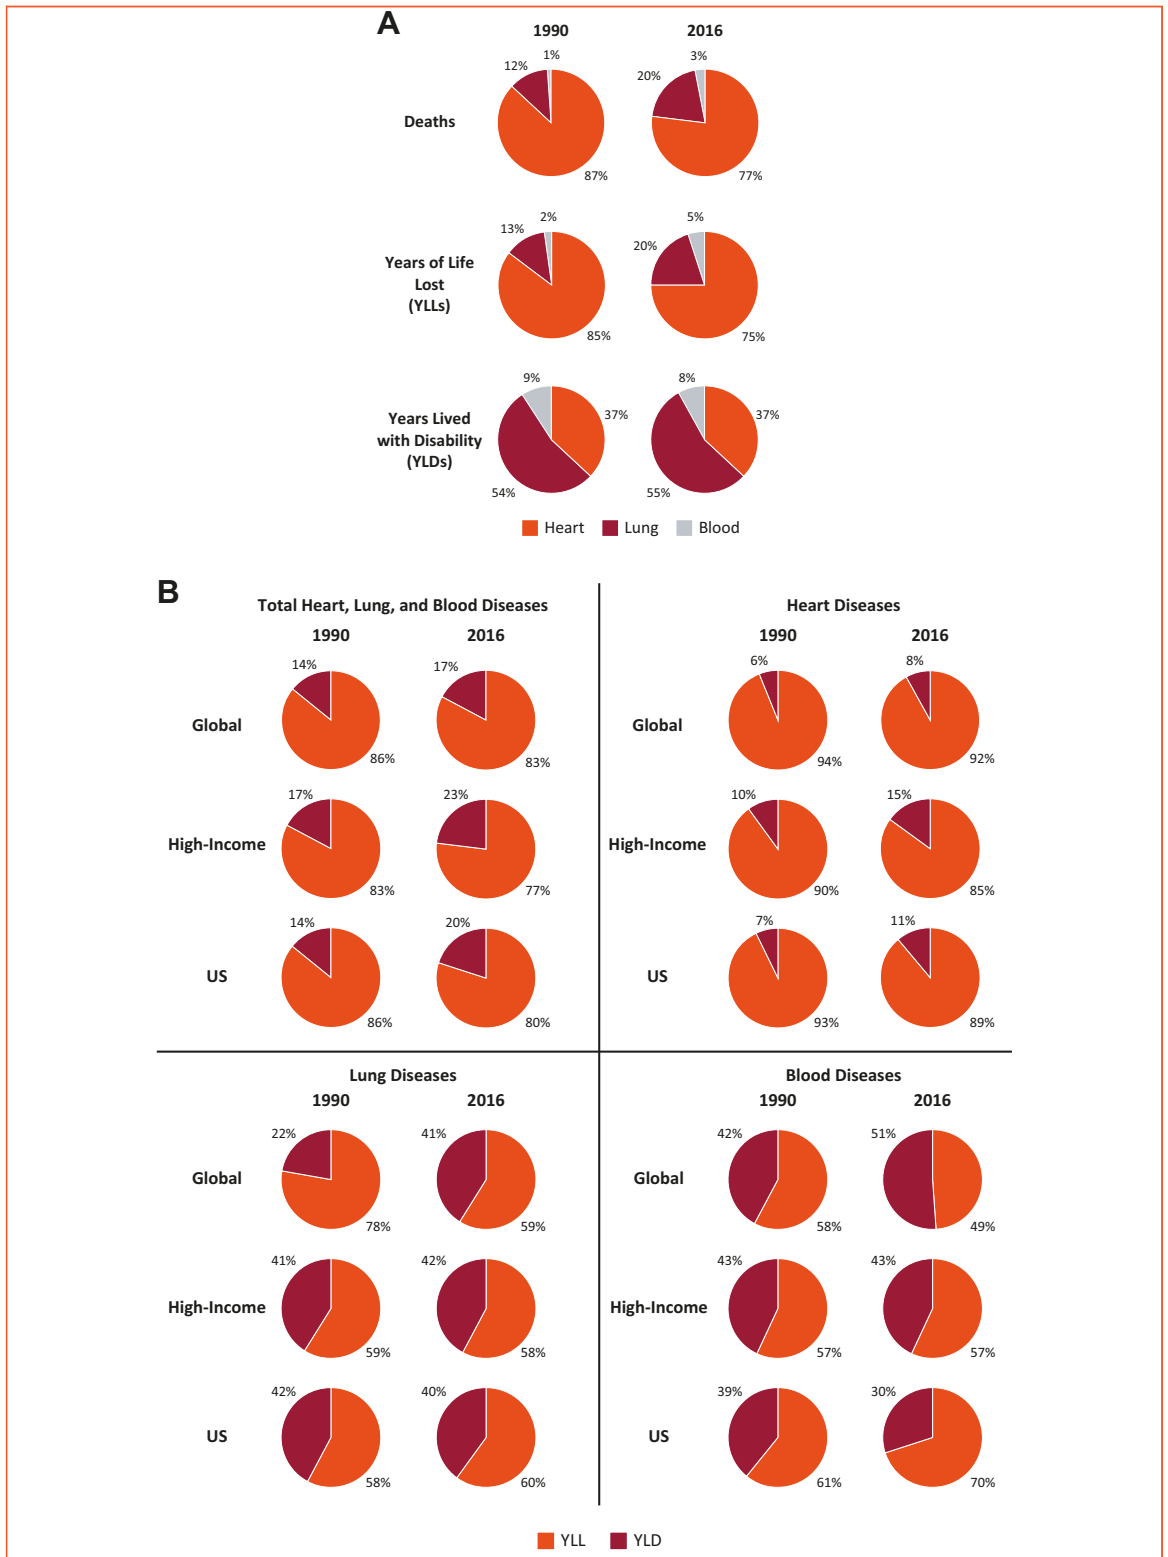 A
1990
2016
12%
1%
20%
3%
Deaths
87%
77%
13%
2%
20%
5%
Years of Life
Lost
(YLLs)
85%
75%
9%
37%
8%
37%
Years Lived
with Disability
(YLDs)
54%
55%
Heart
Lung
Blood
B
Total Heart, Lung, and Blood Diseases
1990
2016
14%
17%
Global
86%
83%
17%
23%
High-Income
83%
77%
14%
20%
US
86%
80%
Heart Diseases
1990
2016
6%
8%
Global
94%
92%
10%
15%
High-Income
90%
85%
7%
11%
US
93%
89%
Lung Diseases
1990
2016
22%
41%
Global
78%
59%
41%
42%
High-Income
59%
58%
42%
40%
US
58%
60%
Blood Diseases
1990
2016
42%
51%
Global
58%
49%
43%
43%
High-Income
57%
57%
39%
30%
US
61%
70%
YLL
YLD